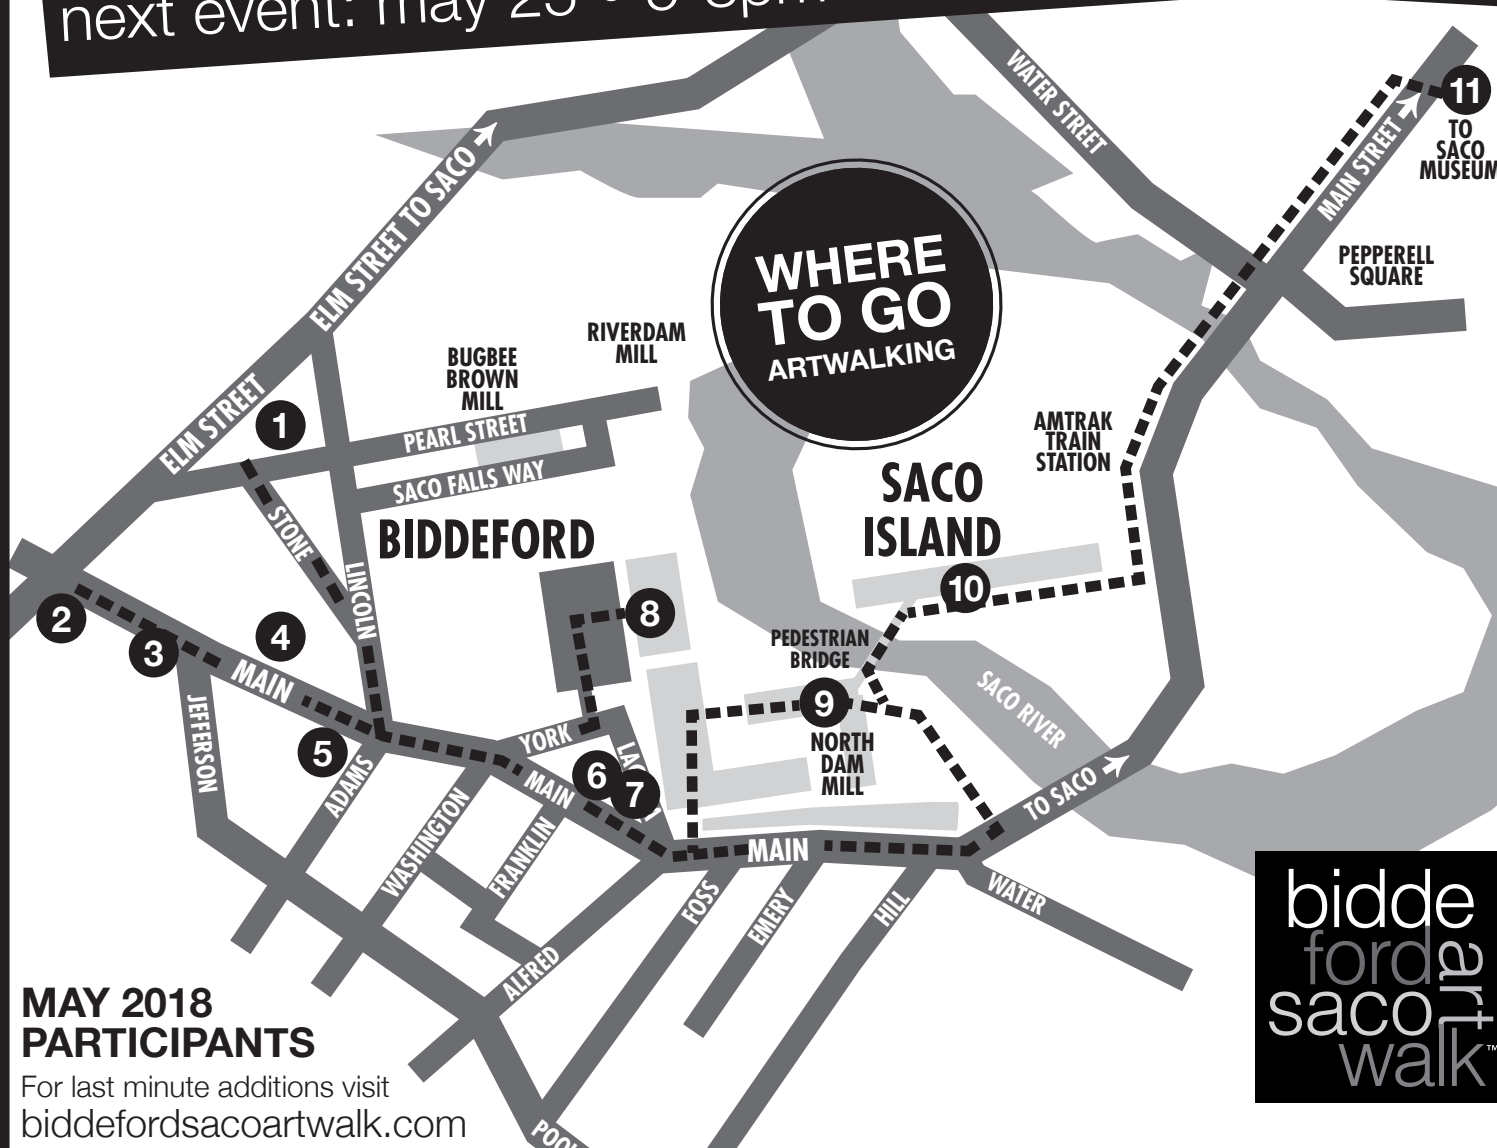 next event: may 25 • 5-8pm
WATER STREET
11
TO
SACO
MUSEUM
MAIN STREET
ELM STREET TO SACO
WHERE
TO GO
ARTWALKING
PEPPERELL
SQUARE
RIVERDAM
MILL
BUGBEE
BROWN
MILL
ELM STREET
1
PEARL STREET
SACO FALLS WAY
AMTRAK
TRAIN
STATION
SACO
ISLAND
STONE
BIDDEFORD
LINCOLN
10
2
3
4
8
PEDESTRIAN
BRIDGE
MAIN
JEFFERSON
9
SACO RIVER
5
YORK
NORTH
DAM
MILL
ADAMS
6
7
MAIN
TO SACO
WASHINGTON
FRANKLIN
MAIN
FOSS
EMERY
HILL
WATER
ALFRED
bidde
ford
saco
art
walk™
MAY 2018
PARTICIPANTS
For last minute additions visit
biddefordsacoartwalk.com